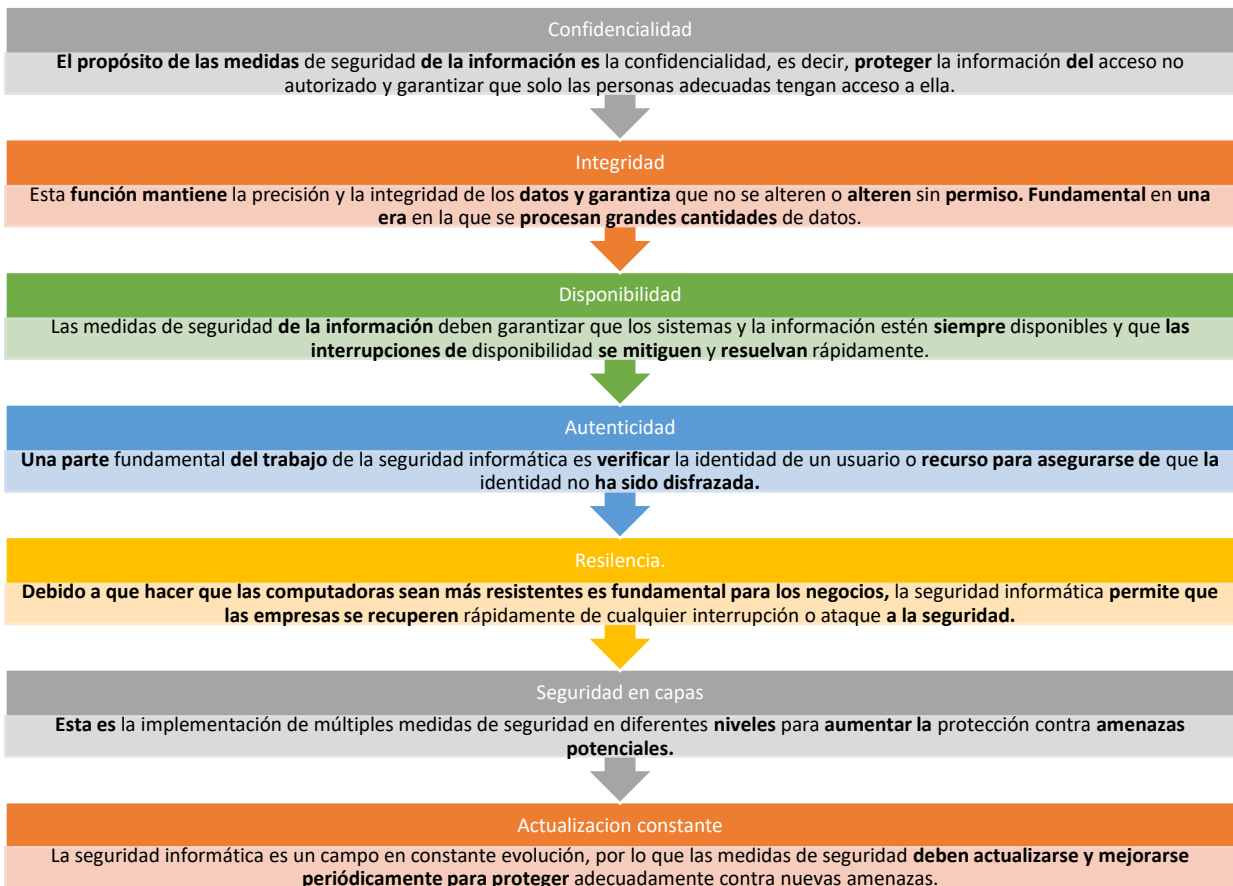 Confidencialidad
El propósito de las medidas de seguridad de la información es la confidencialidad, es decir, proteger la información del acceso no
autorizado y garantizar que solo las personas adecuadas tengan acceso a ella.
Integridad
Esta función mantiene la precisión y la integridad de los datos y garantiza que no se alteren o alteren sin permiso. Fundamental en una
era en la que se procesan grandes cantidades de datos.
Disponibilidad
Las medidas de seguridad de la información deben garantizar que los sistemas y la información estén siempre disponibles y que las
interrupciones de disponibilidad se mitiguen y resuelvan rápidamente.
Autenticidad
Una parte fundamental del trabajo de la seguridad informática es verificar la identidad de un usuario o recurso para asegurarse de que la
identidad no ha sido disfrazada.
Resilencia.
Debido a que hacer que las computadoras sean más resistentes es fundamental para los negocios, la seguridad informática permite que
las empresas se recuperen rápidamente de cualquier interrupción o ataque a la seguridad.
Seguridad en capas
Esta es la implementación de múltiples medidas de seguridad en diferentes niveles para aumentar la protección contra amenazas
potenciales.
Actualizacion constante
La seguridad informática es un campo en constante evolución, por lo que las medidas de seguridad deben actualizarse y mejorarse
periódicamente para proteger adecuadamente contra nuevas amenazas.